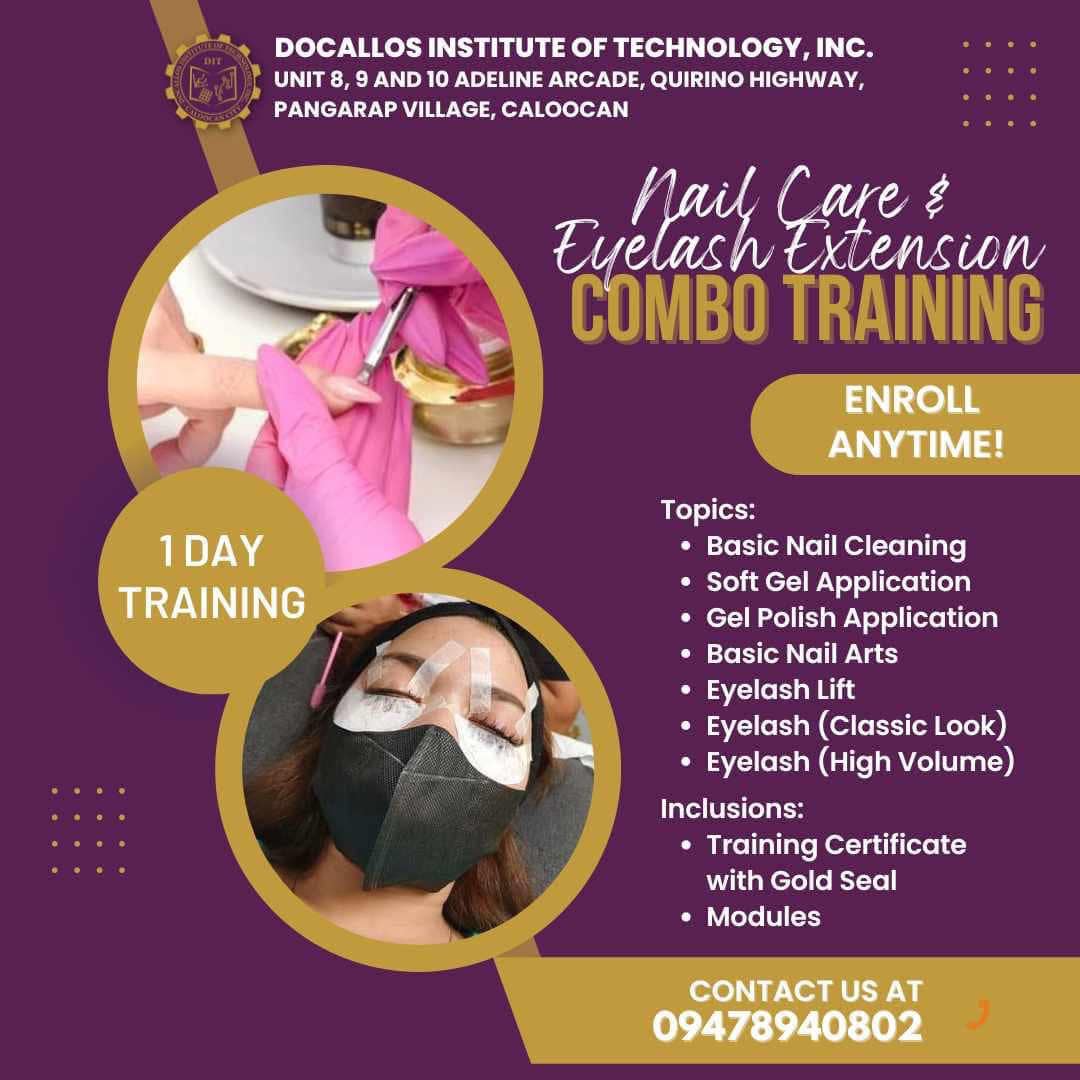 DOCALLOS INSTITUTE OF TECHNOLOGY, INC.
UNIT 8, 9 AND 10 ADELINE ARCADE, QUIRINO HIGHWAY,
PANGARAP VILLAGE, CALOOCAN
DIT
Nail Care &
Eyelash Extension
COMBO TRAINING
ENROLL
ANYTIME!
1 DAY
TRAINING
Topics:
• Basic Nail Cleaning
• Soft Gel Application
• Gel Polish Application
• Basic Nail Arts
• Eyelash Lift
• Eyelash (Classic Look)
• Eyelash (High Volume)
Inclusions:
• Training Certificate
with Gold Seal
• Modules
CONTACT US AT
09478940802